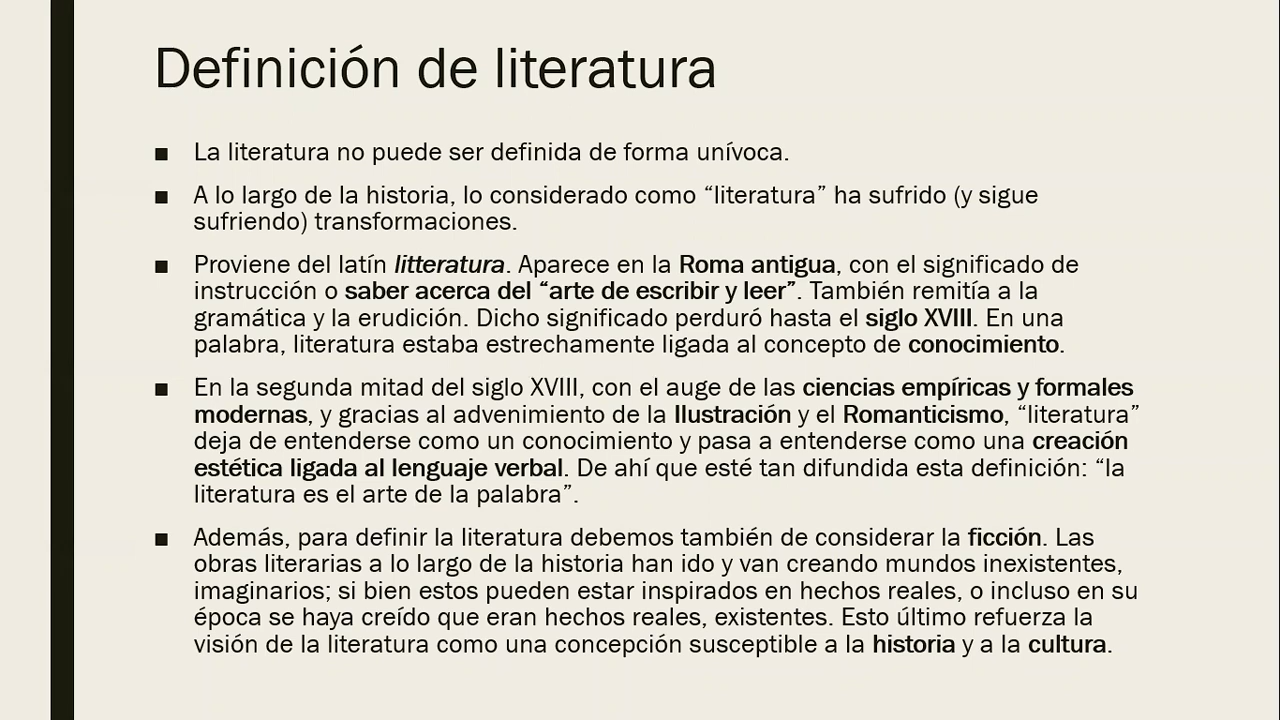 Definición de literatura
■ La literatura no puede ser definida de forma unívoca.
■ A lo largo de la historia, lo considerado como “literatura” ha sufrido (y sigue
sufriendo) transformaciones.
■ Proviene del latín litteratura. Aparece en la Roma antigua, con el significado de
instrucción o saber acerca del “arte de escribir y leer”. También remitía a la
gramática y la erudición. Dicho significado perduró hasta el siglo XVIII. En una
palabra, literatura estaba estrechamente ligada al concepto de conocimiento.
■ En la segunda mitad del siglo XVIII, con el auge de las ciencias empíricas y formales
modernas, y gracias al advenimiento de la Ilustración y el Romanticismo, “literatura”
deja de entenderse como un conocimiento y pasa a entenderse como una creación
estética ligada al lenguaje verbal. De ahí que esté tan difundida esta definición: “la
literatura es el arte de la palabra”.
■ Además, para definir la literatura debemos también de considerar la ficción. Las
obras literarias a lo largo de la historia han ido y van creando mundos inexistentes,
imaginarios; si bien estos pueden estar inspirados en hechos reales, o incluso en su
época se haya creído que eran hechos reales, existentes. Esto último refuerza la
visión de la literatura como una concepción susceptible a la historia y a la cultura.